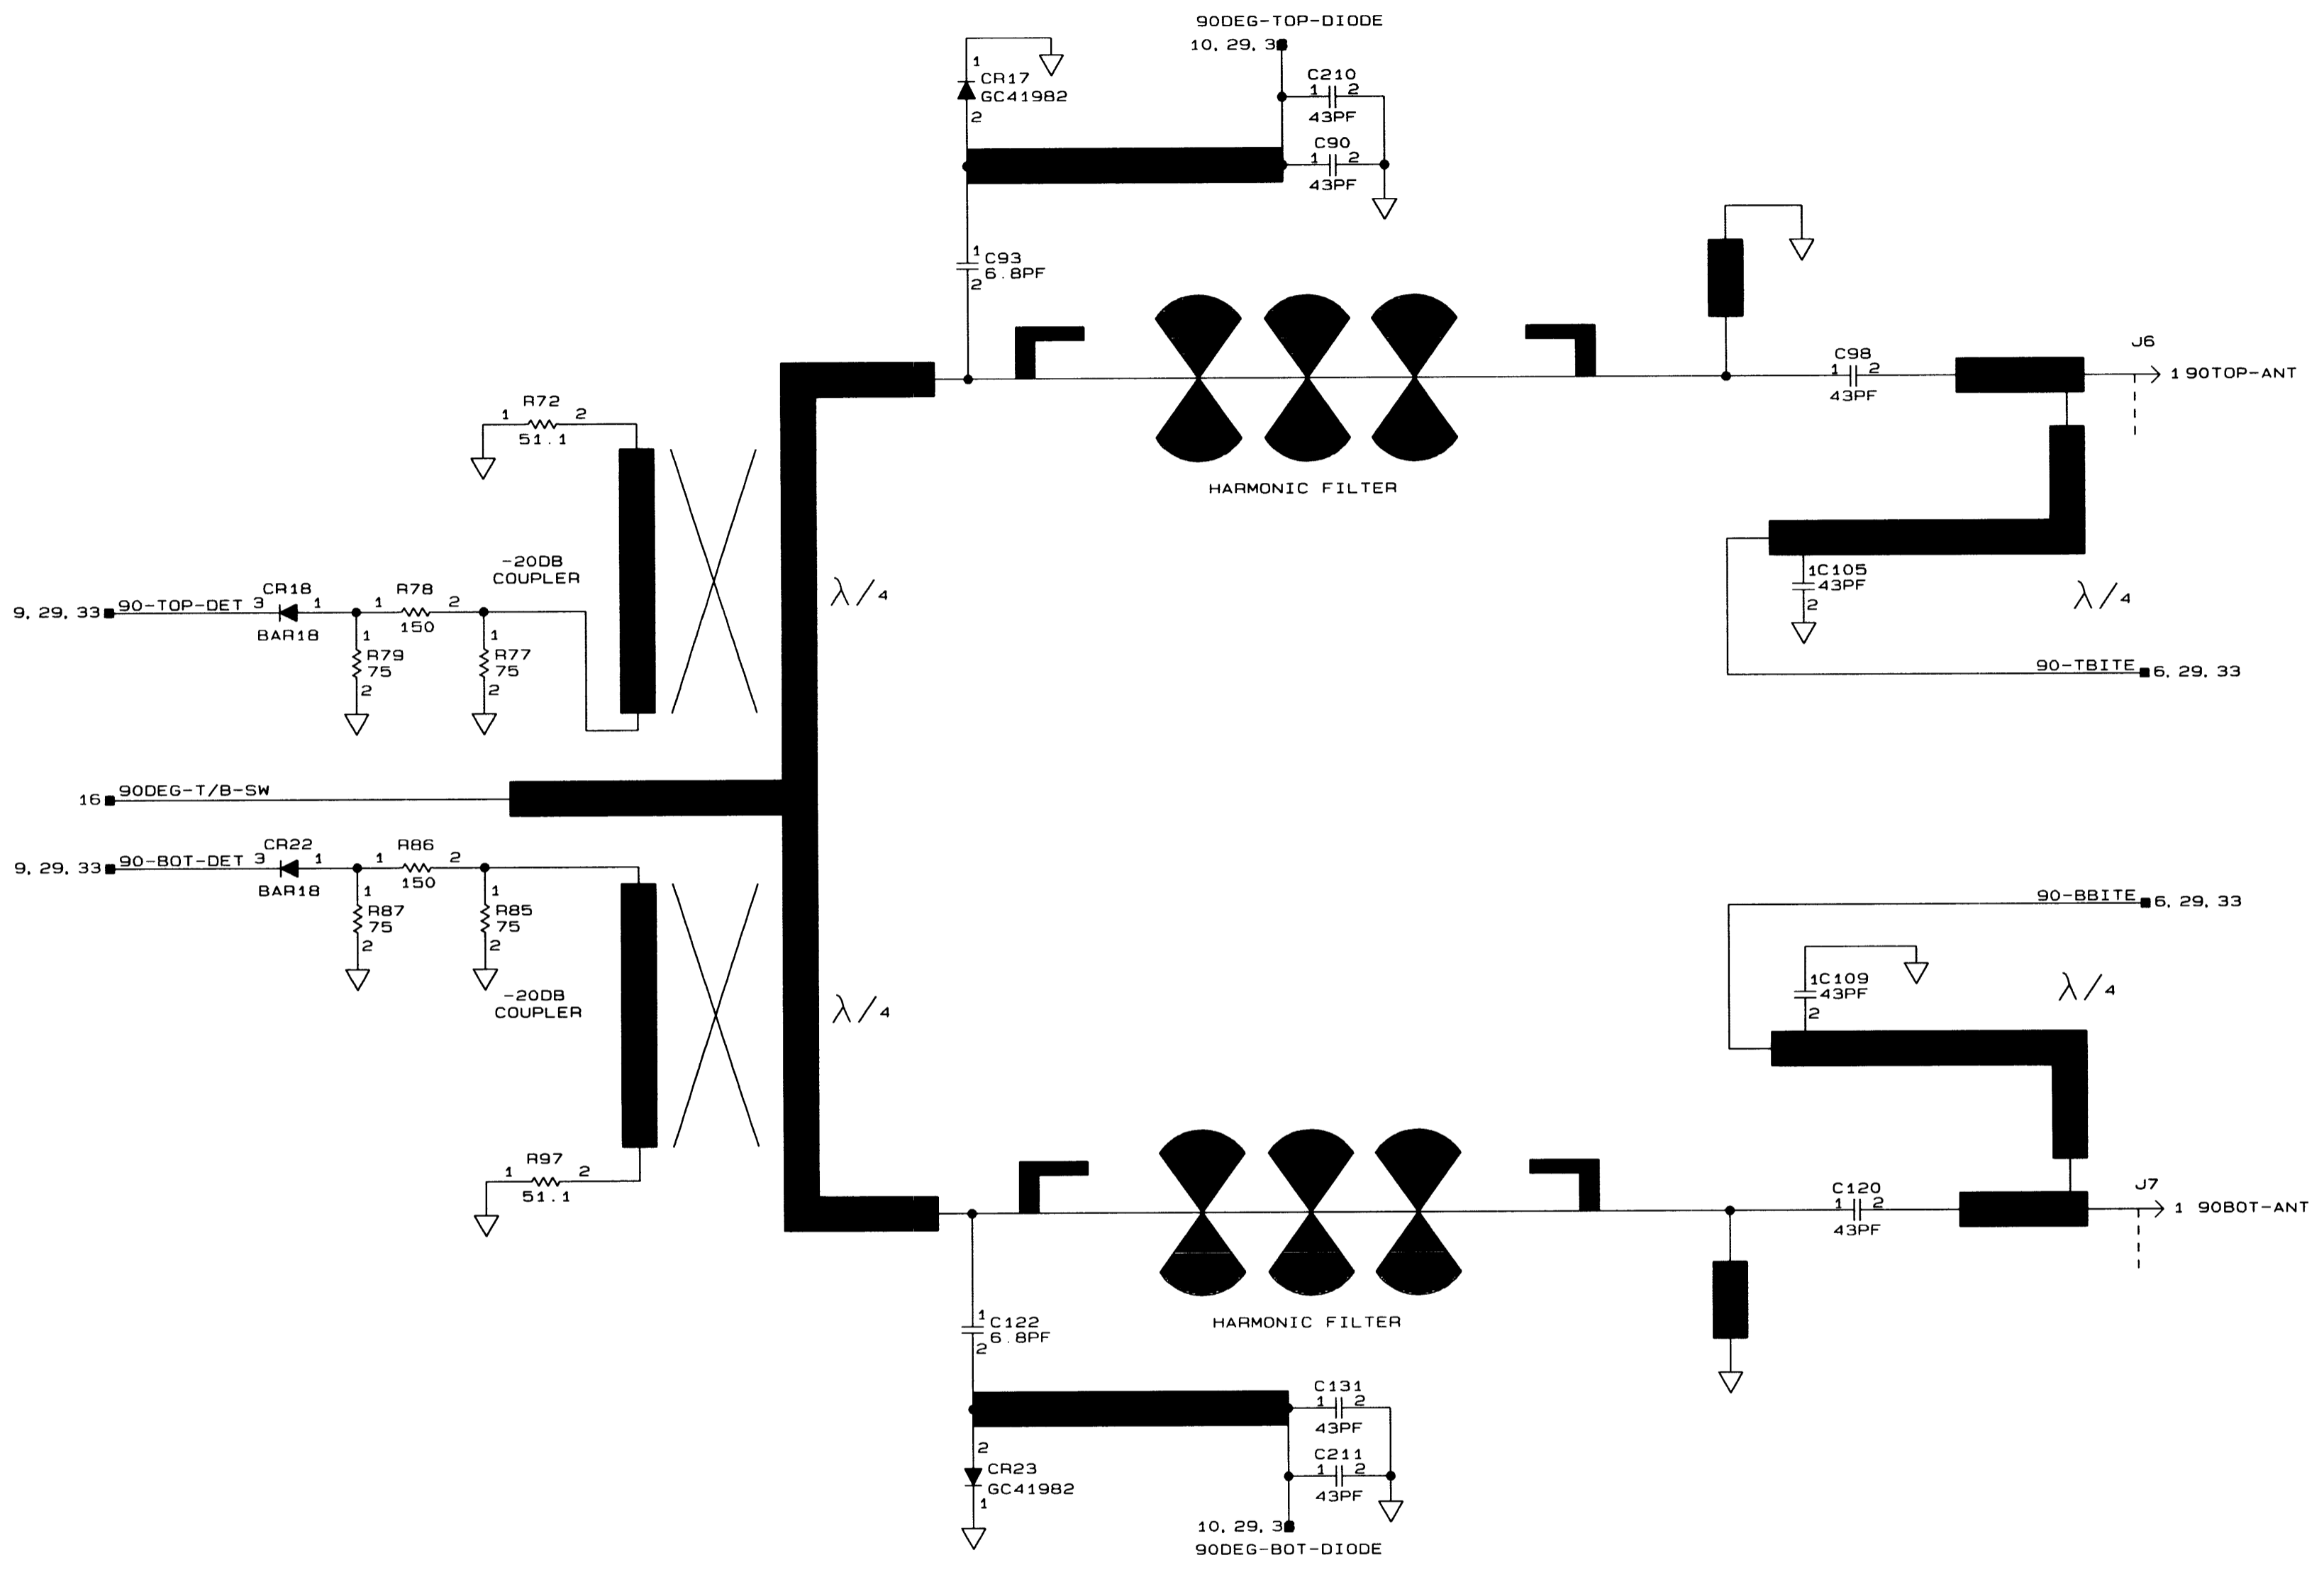 90DEG-TOP-DIODE
10, 29, 3
1
CR17
GC41982
2
C210
1 2
43PF
C90
1 2
43PF
1
C93
6.8PF
2
HARMONIC FILTER
C98
1 2
43PF
J6
1 90TOP-ANT
R72
1 2
51.1
-20DB
COUPLER
λ/4
CR18
R78
9, 29, 33 90-TOP-DET 3 1 1 2
BAR18
150
1
R79
75
2
1
R77
75
2
1C105
43PF
2
λ/4
90-TBITE 6, 29, 33
16 90DEG-T/B-SW
CR22
R86
9, 29, 33 90-BOT-DET 3 1 1 2
BAR18
150
1
R87
75
2
1
R85
75
2
-20DB
COUPLER
λ/4
90-BBITE 6, 29, 33
1C109
43PF
2
λ/4
R97
1 2
51.1
HARMONIC FILTER
C120
1 2
43PF
J7
1 90BOT-ANT
1
C122
6.8PF
2
C131
1 2
43PF
2
CR23
GC41982
1
C211
1 2
43PF
10, 29, 3
90DEG-BOT-DIODE